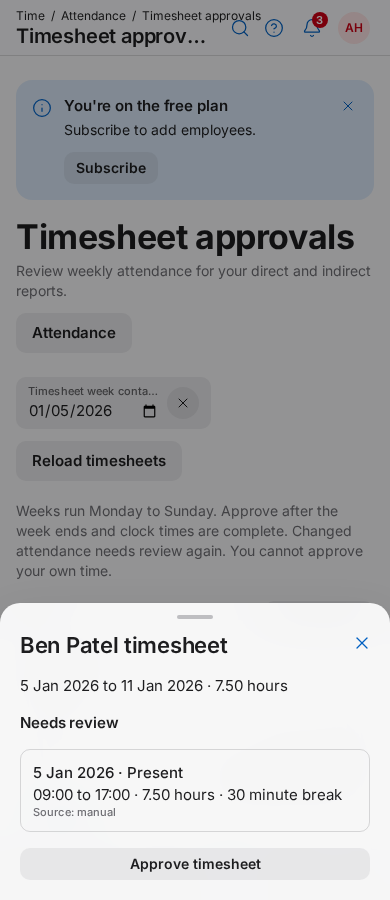 Time / Attendance / Timesheet approvals
Timesheet approv...
3
AH
You're on the free plan
Subscribe to add employees.
Subscribe
Timesheet approvals
Review weekly attendance for your direct and indirect
reports.
Attendance
Timesheet week conta...
01/05/2026
Reload timesheets
Weeks run Monday to Sunday. Approve after the
week ends and clock times are complete. Changed
attendance needs review again. You cannot approve
your own time.
Ben Patel timesheet
5 Jan 2026 to 11 Jan 2026 · 7.50 hours
Needs review
5 Jan 2026 · Present
09:00 to 17:00 · 7.50 hours · 30 minute break
Source: manual
Approve timesheet